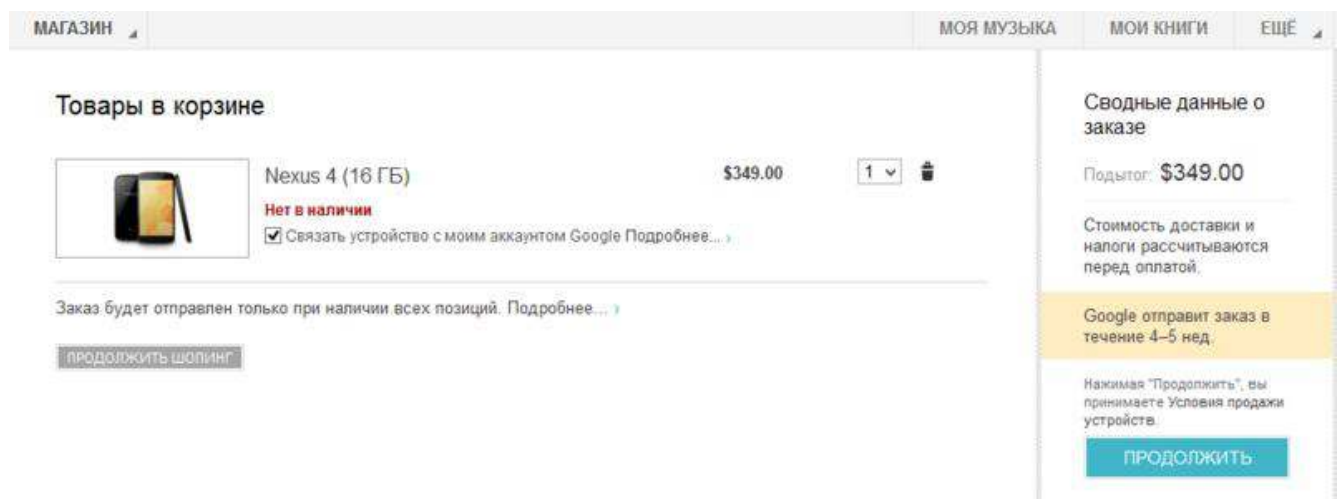 МАГАЗИН
МОЯ МУЗЫКА
МОИ КНИГИ
ЕЩЁ
Товары в корзине
Nexus 4 (16 ГБ)
$349.00
1
Нет в наличии
Связать устройство с моим аккаунтом Google Подробнее... ›
Заказ будет отправлен только при наличии всех позиций. Подробнее... ›
ПРОДОЛЖИТЬ ШОПИНГ
Сводные данные о
заказе
Подытог: $349.00
Стоимость доставки и
налоги рассчитываются
перед оплатой.
Google отправит заказ в
течение 4–5 нед.
Нажимая "Продолжить", вы
принимаете Условия продажи
устройств.
ПРОДОЛЖИТЬ